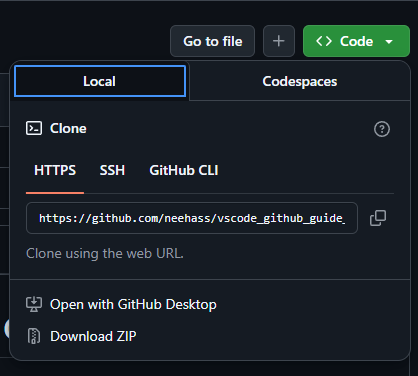 Go to file
+
<> Code
Local
Codespaces
Clone
HTTPS
SSH
GitHub CLI
https://github.com/neehass/vscode_github_guide_
Clone using the web URL.
Open with GitHub Desktop
Download ZIP